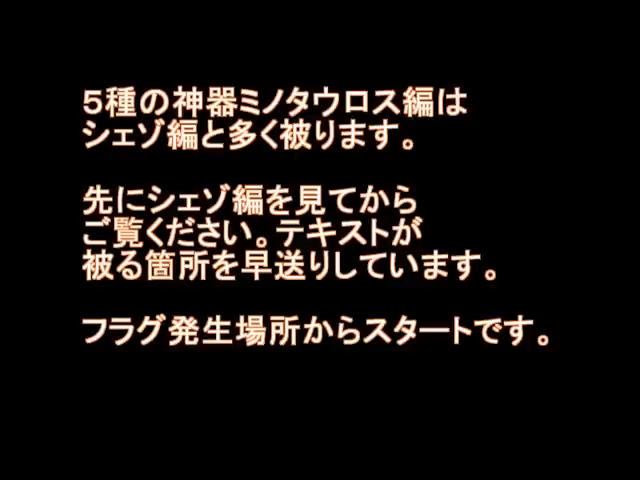 ５種の神器ミノタウロス編は
シェゾ編と多く被ります。
先にシェゾ編を見てから
ご覧ください。テキストが
被る箇所を早送りしています。
フラグ発生場所からスタートです。